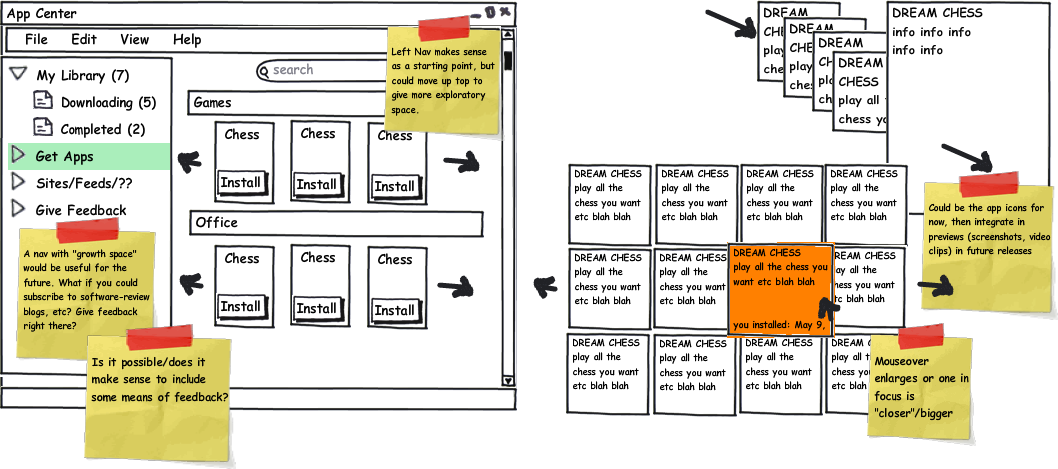 App Center
File Edit View Help
My Library (7)
Downloading (5)
Completed (2)
Get Apps
Sites/Feeds/??
Give Feedback
search
Games
Chess Chess Chess
Install Install Install
Office
Chess Chess Chess
Install Install Install
Left Nav makes sense
as a starting point, but
could move up top to
give more exploratory
space.
A nav with "growth space"
would be useful for the
future. What if you could
subscribe to software-review
blogs, etc? Give feedback
right there?
Is it possible/does it
make sense to include
some means of feedback?
DREAM
CHESS
play
che
DREAM
CHESS
play
ches
DREAM
CHESS
play
ch
DREAM
CHESS
play all
chess yo
DREAM CHESS
info info info
info info
DREAM CHESS
play all the
chess you want
etc blah blah
DREAM CHESS
play all the
chess you want
etc blah blah
DREAM CHESS
play all the
chess you want
etc blah blah
DREAM CHESS
play all the
chess you want
etc blah blah
DREAM CHESS
play all the
chess you want
etc blah blah
DREAM CHESS
play all the
chess you want
etc blah blah
DREAM CHESS
play all the chess you
want etc blah blah
you installed: May 9,
CHESS
all the
you want
blah blah
DREAM CHESS
play all the
chess you want
etc blah blah
DREAM CHESS
play all the
chess you want
etc blah blah
DREAM CHESS
play all the
chess you want
etc blah blah
DREAM
play all
chess you
etc blah
Could be the app icons for
now, then integrate in
previews (screenshots, video
clips) in future releases
Mouseover
enlarges or one in
focus is
"closer"/bigger